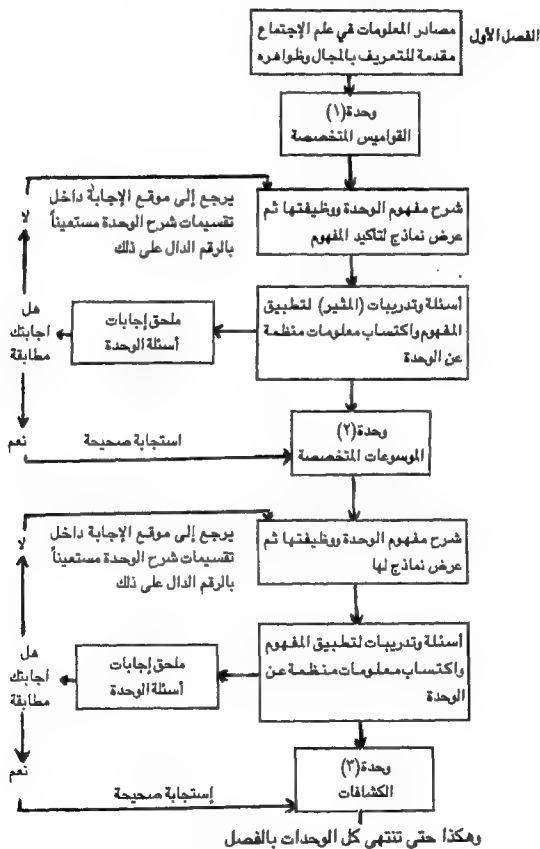 الفصل الأول
مصادر المعلومات في علم الإجتماع
مقدمة للتعريف بالمجال وظواهره
وحدة (١)
القواميس المتخصصة
يرجع إلى موقع الإجابة داخل
تقسيمات شرح الوحدة مستعيناً
بالرقم الدال على ذلك
لا
شرح مفهوم الوحدة ووظيفتها ثم
عرض نماذج لتأكيد المفهوم
أسئلة وتدريبات (المثير) لتطبيق
المفهوم واكتساب معلومات منظمة
عن الوحدة
ملحق إجابات
أسئلة الوحدة
هل
اجابتك
مطابقة
نعم
استجابة صحيحة
وحدة (٢)
الموسوعات المتخصصة
يرجع إلى موقع الإجابة داخل
تقسيمات شرح الوحدة مستعيناً
بالرقم الدال على ذلك
لا
شرح مفهوم الوحدة ووظيفتها ثم
عرض نماذج لها
أسئلة وتدريبات لتطبيق المفهوم
واكتساب معلومات منظمة عن
الوحدة
ملحق إجابات
أسئلة الوحدة
هل
اجابتك
مطابقة
نعم
إستجابة صحيحة
وحدة (٣)
الكشافات
وهكذا حتى تنتهى كل الوحدات بالفصل